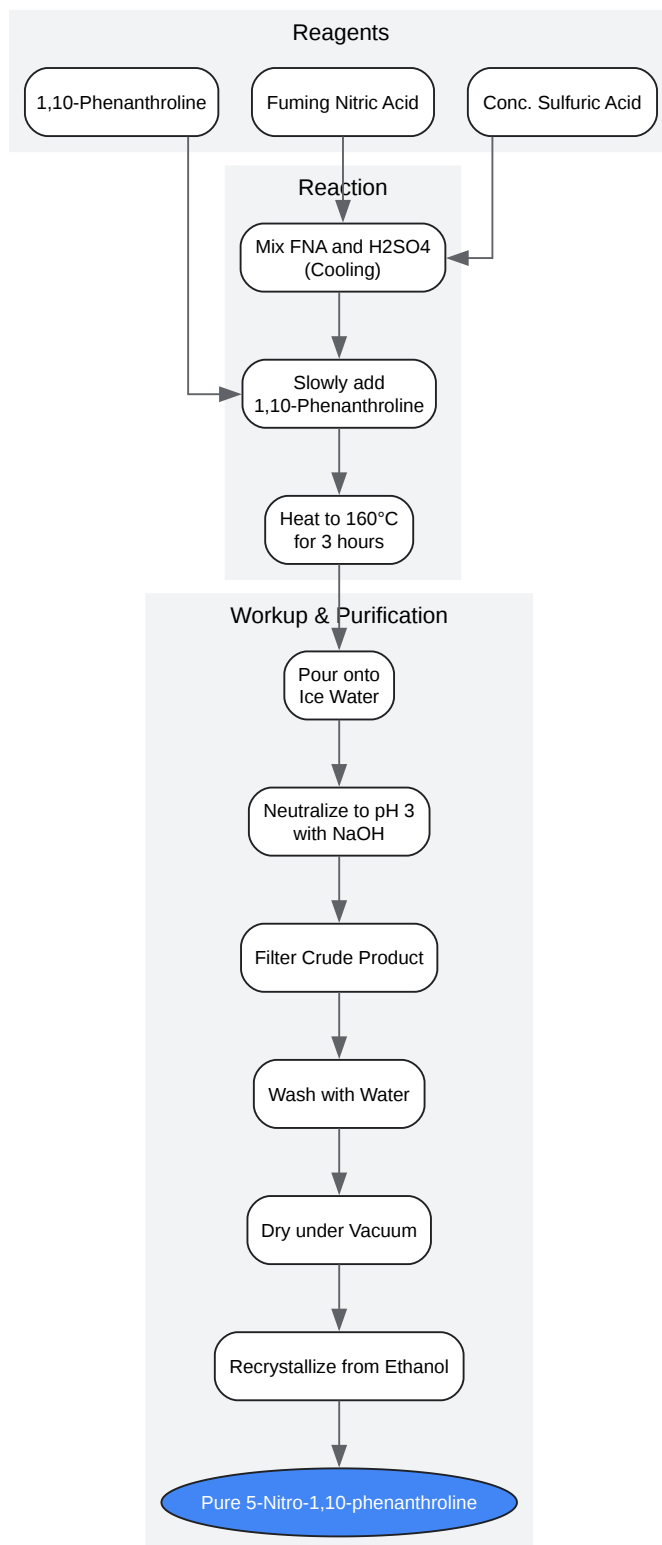 Reagents
1,10-Phenanthroline
Fuming Nitric Acid
Conc. Sulfuric Acid
Reaction
Mix FNA and H2SO4
(Cooling)
Slowly add
1,10-Phenanthroline
Heat to 160°C
for 3 hours
Workup & Purification
Pour onto
Ice Water
Neutralize to pH 3
with NaOH
Filter Crude Product
Wash with Water
Dry under Vacuum
Recrystallize from Ethanol
Pure 5-Nitro-1,10-phenanthroline